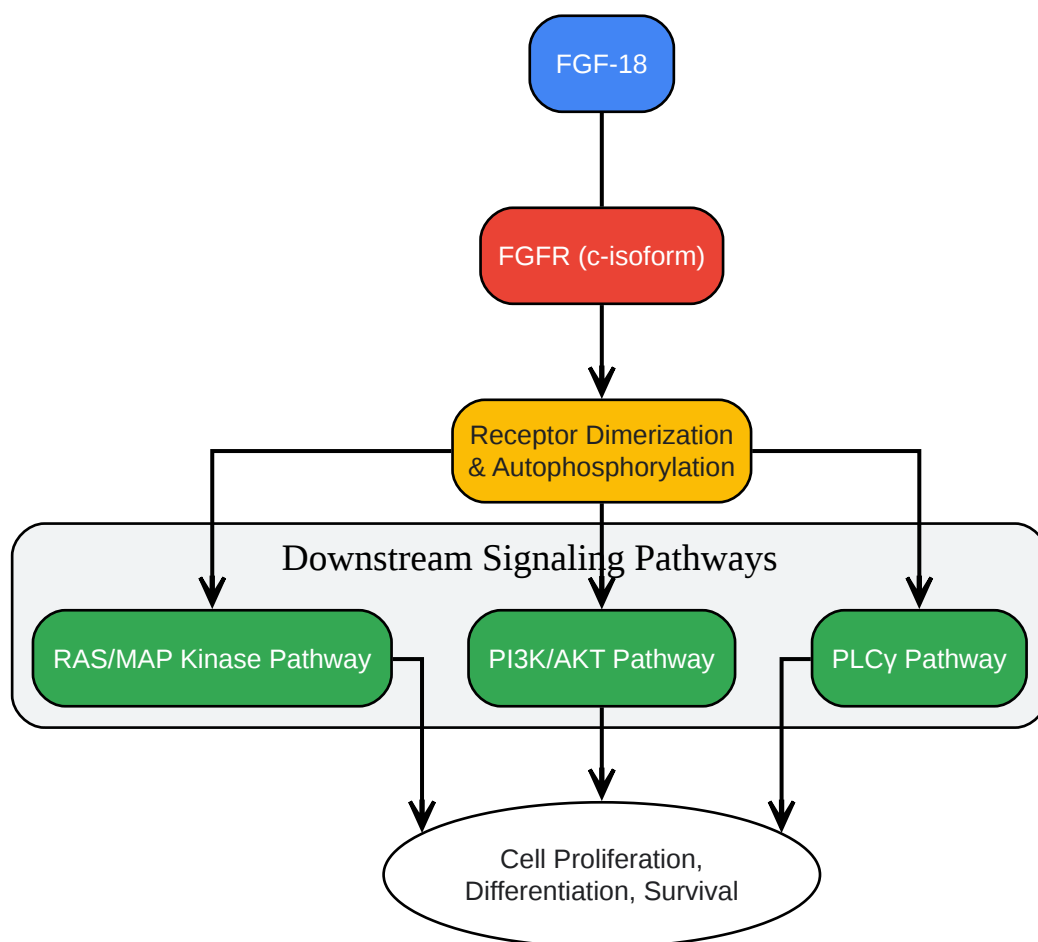 FGF-18
FGFR (c-isoform)
Receptor Dimerization
& Autophosphorylation
Downstream Signaling Pathways
RAS/MAP Kinase Pathway
PI3K/AKT Pathway
PLCγ Pathway
Cell Proliferation,
Differentiation, Survival